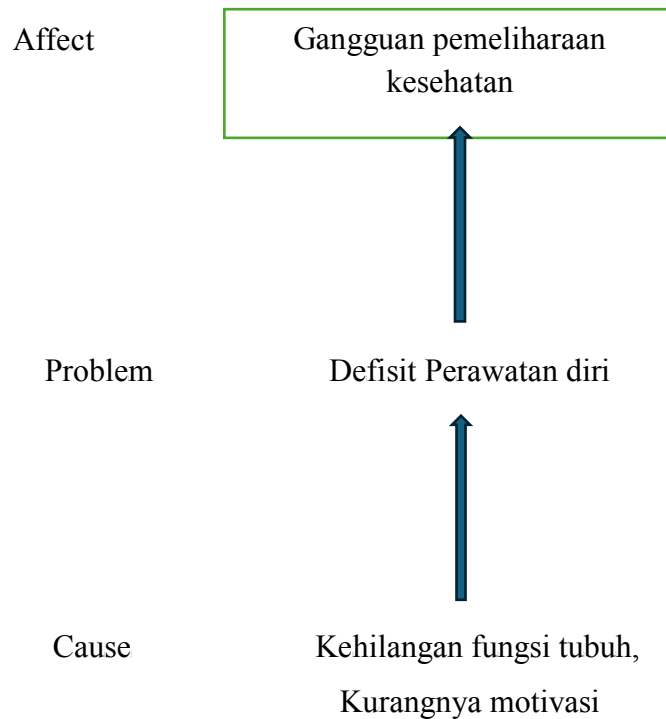 Affect
Gangguan pemeliharaan
kesehatan
Problem
Defisit Perawatan diri
Cause
Kehilangan fungsi tubuh,
Kurangnya motivasi